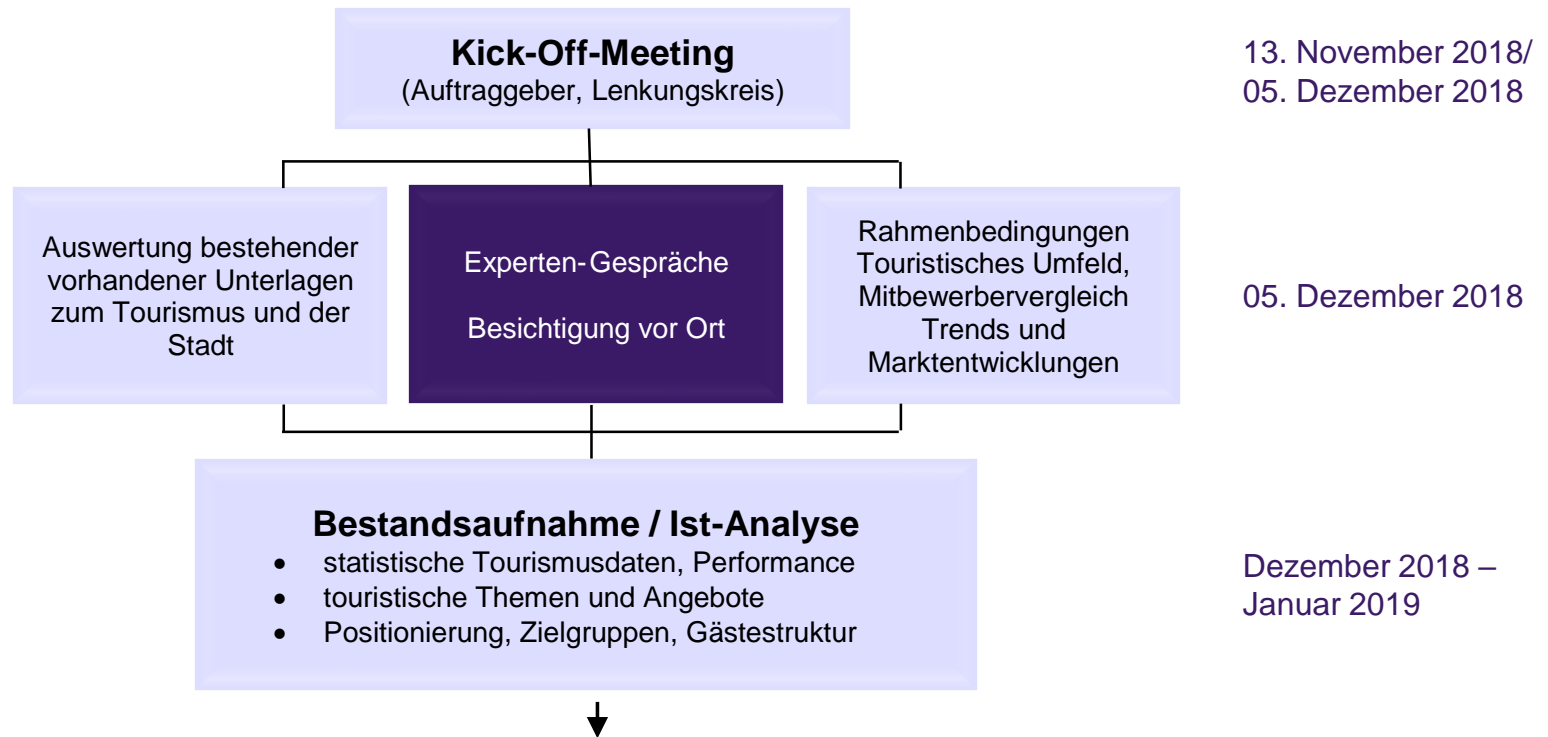 Kick-Off-Meeting
(Auftraggeber, Lenkungskreis)
13. November 2018/
05. Dezember 2018
Auswertung bestehender
vorhandener Unterlagen
zum Tourismus und der
Stadt
Experten-Gespräche
Besichtigung vor Ort
Rahmenbedingungen
Touristisches Umfeld,
Mitbewerbervergleich
Trends und
Marktentwicklungen
05. Dezember 2018
Bestandsaufnahme / Ist-Analyse
• statistische Tourismusdaten, Performance
• touristische Themen und Angebote
• Positionierung, Zielgruppen, Gästestruktur
Dezember 2018 –
Januar 2019